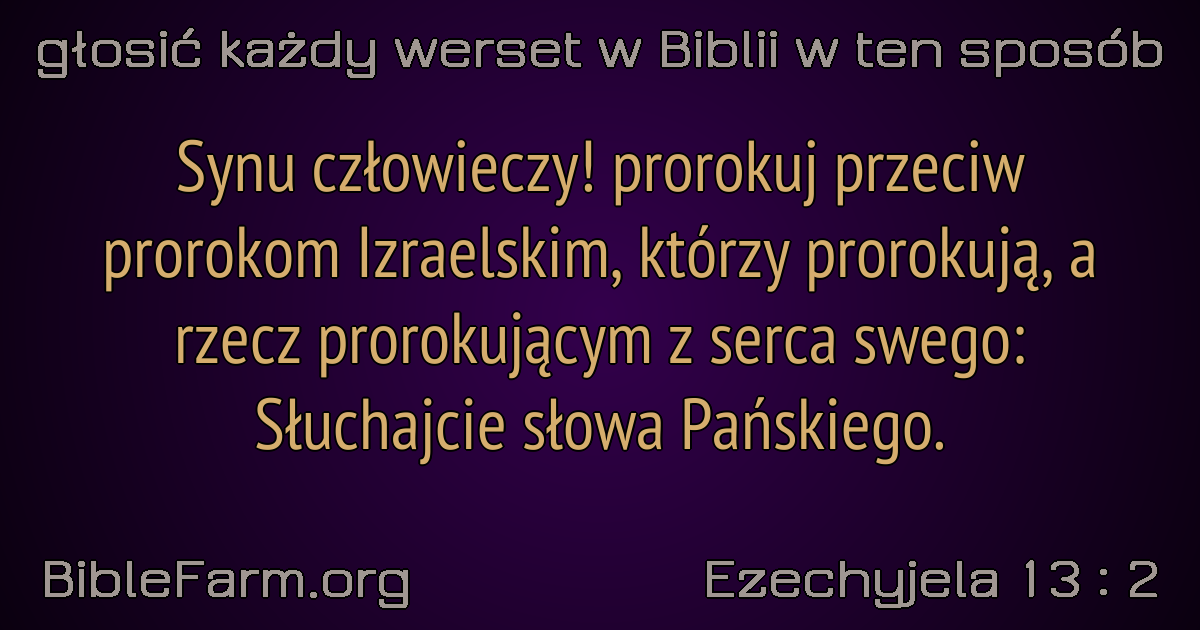 głosić każdy werset w Biblii w ten sposób
Synu człowieczy! prorokuj przeciw
prorokom Izraelskim, którzy prorokują, a
rzecz prorokującym z serca swego:
Słuchajcie słowa Pańskiego.
BibleFarm.org
Ezechyjela 13 : 2